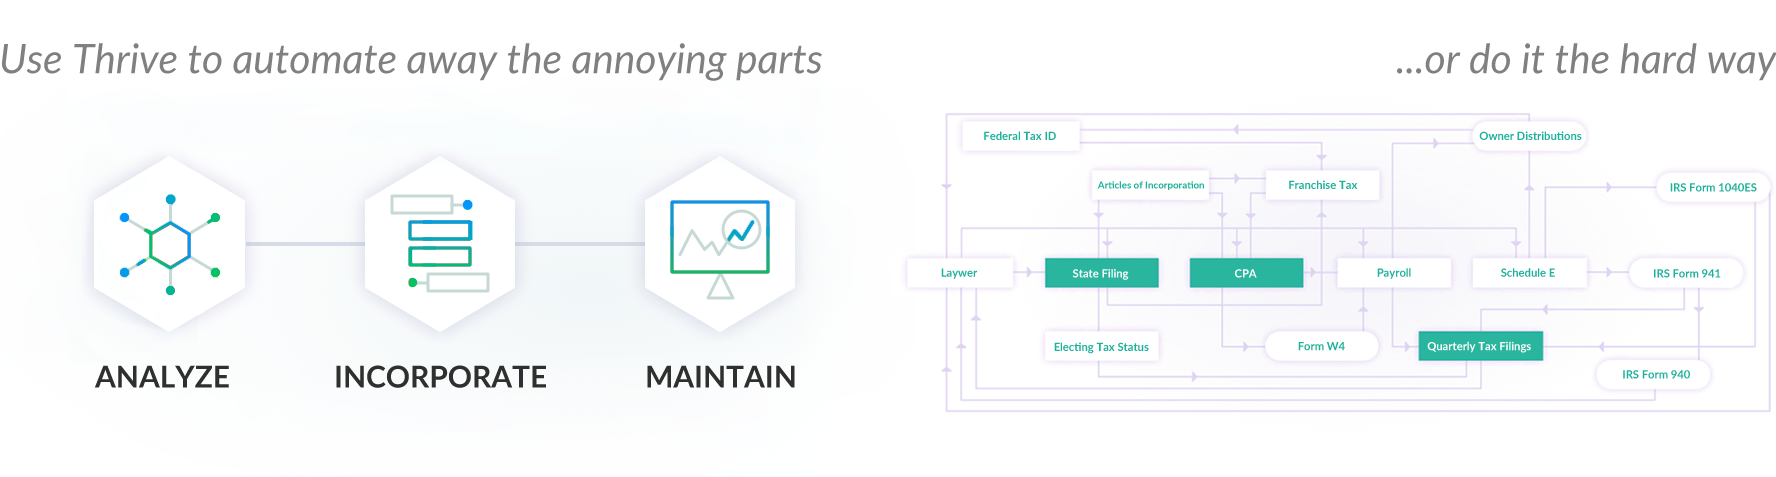 Use Thrive to automate away the annoying parts
...or do it the hard way
ANALYZE
INCORPORATE
MAINTAIN
Federal Tax ID
Owner Distributions
Articles of Incorporation
Franchise Tax
IRS Form 1040ES
Laywer
State Filing
CPA
Payroll
Schedule E
IRS Form 941
Electing Tax Status
Form W4
Quarterly Tax Filings
IRS Form 940